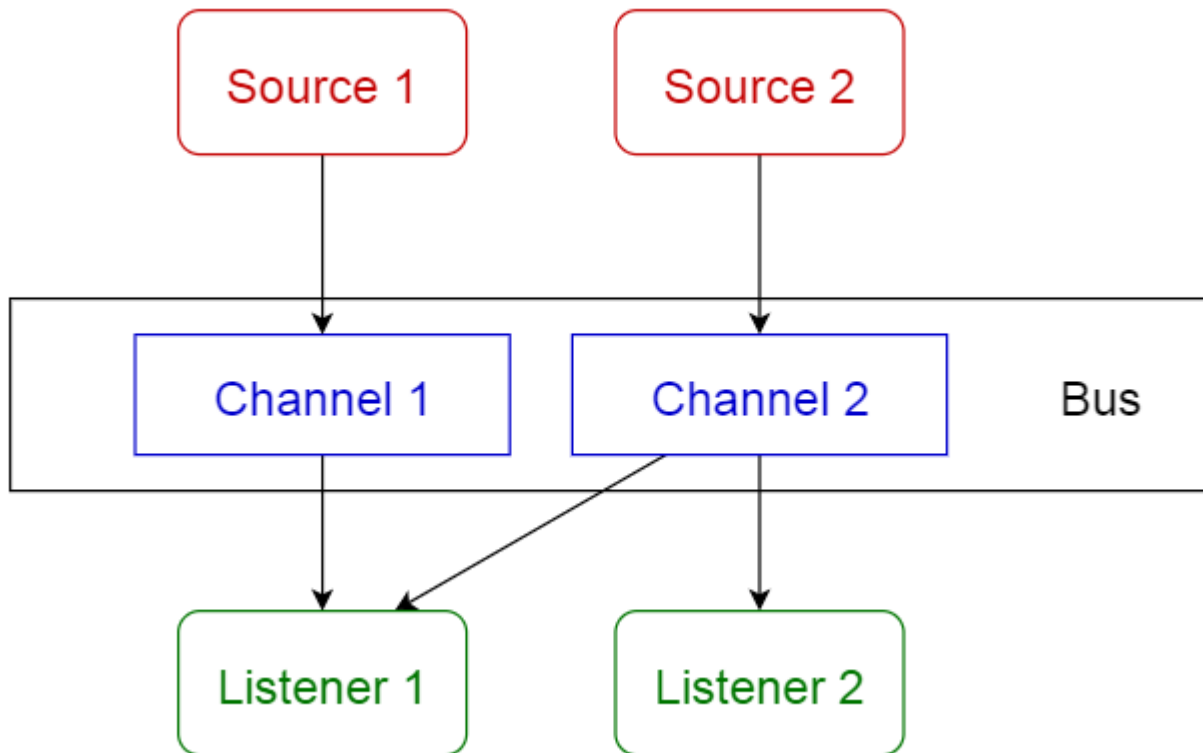 Source 1
Source 2
Channel 1
Channel 2
Bus
Listener 1
Listener 2